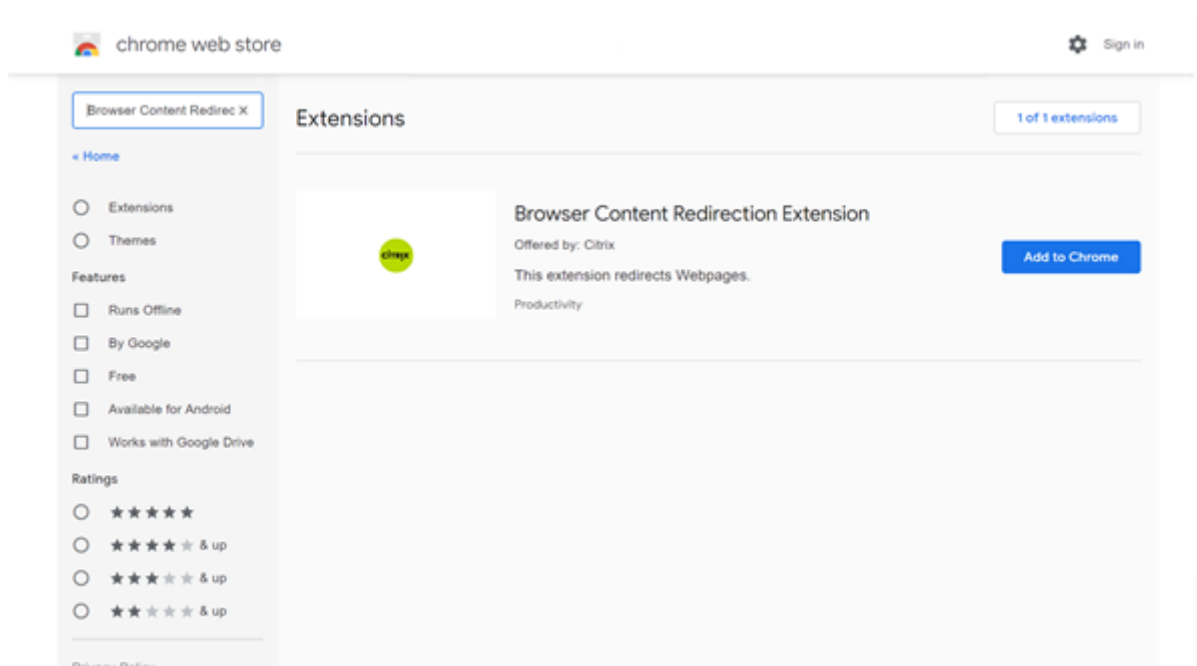 chrome web store
Sign in
Browser Content Redirec ×
« Home
Extensions
Themes
Features
Runs Offline
By Google
Free
Available for Android
Works with Google Drive
Ratings
& up
& up
& up
Privacy Policy
Extensions
1 of 1 extensions
citrix
Browser Content Redirection Extension
Offered by: Citrix
This extension redirects Webpages.
Productivity
Add to Chrome